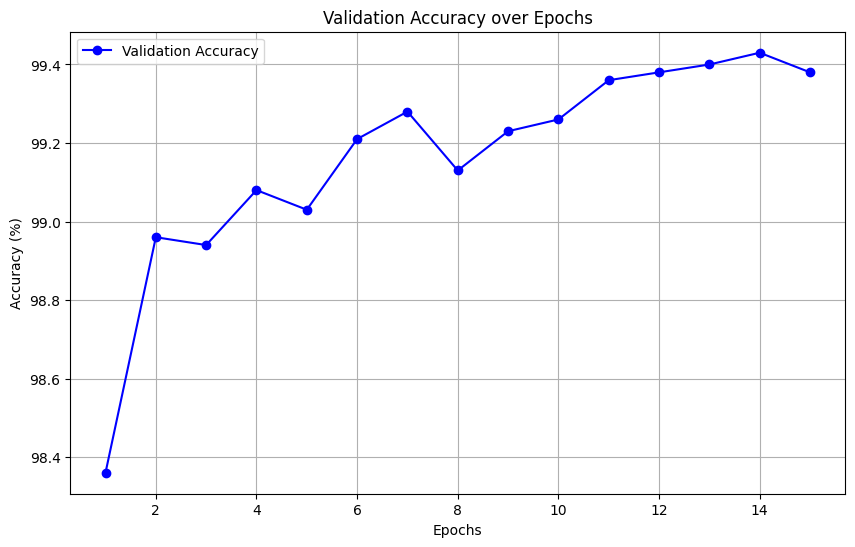 Validation Accuracy over Epochs
Validation Accuracy
Accuracy (%)
99.4
99.2
99.0
98.8
98.6
98.4
2 4 6 8 10 12 14
Epochs